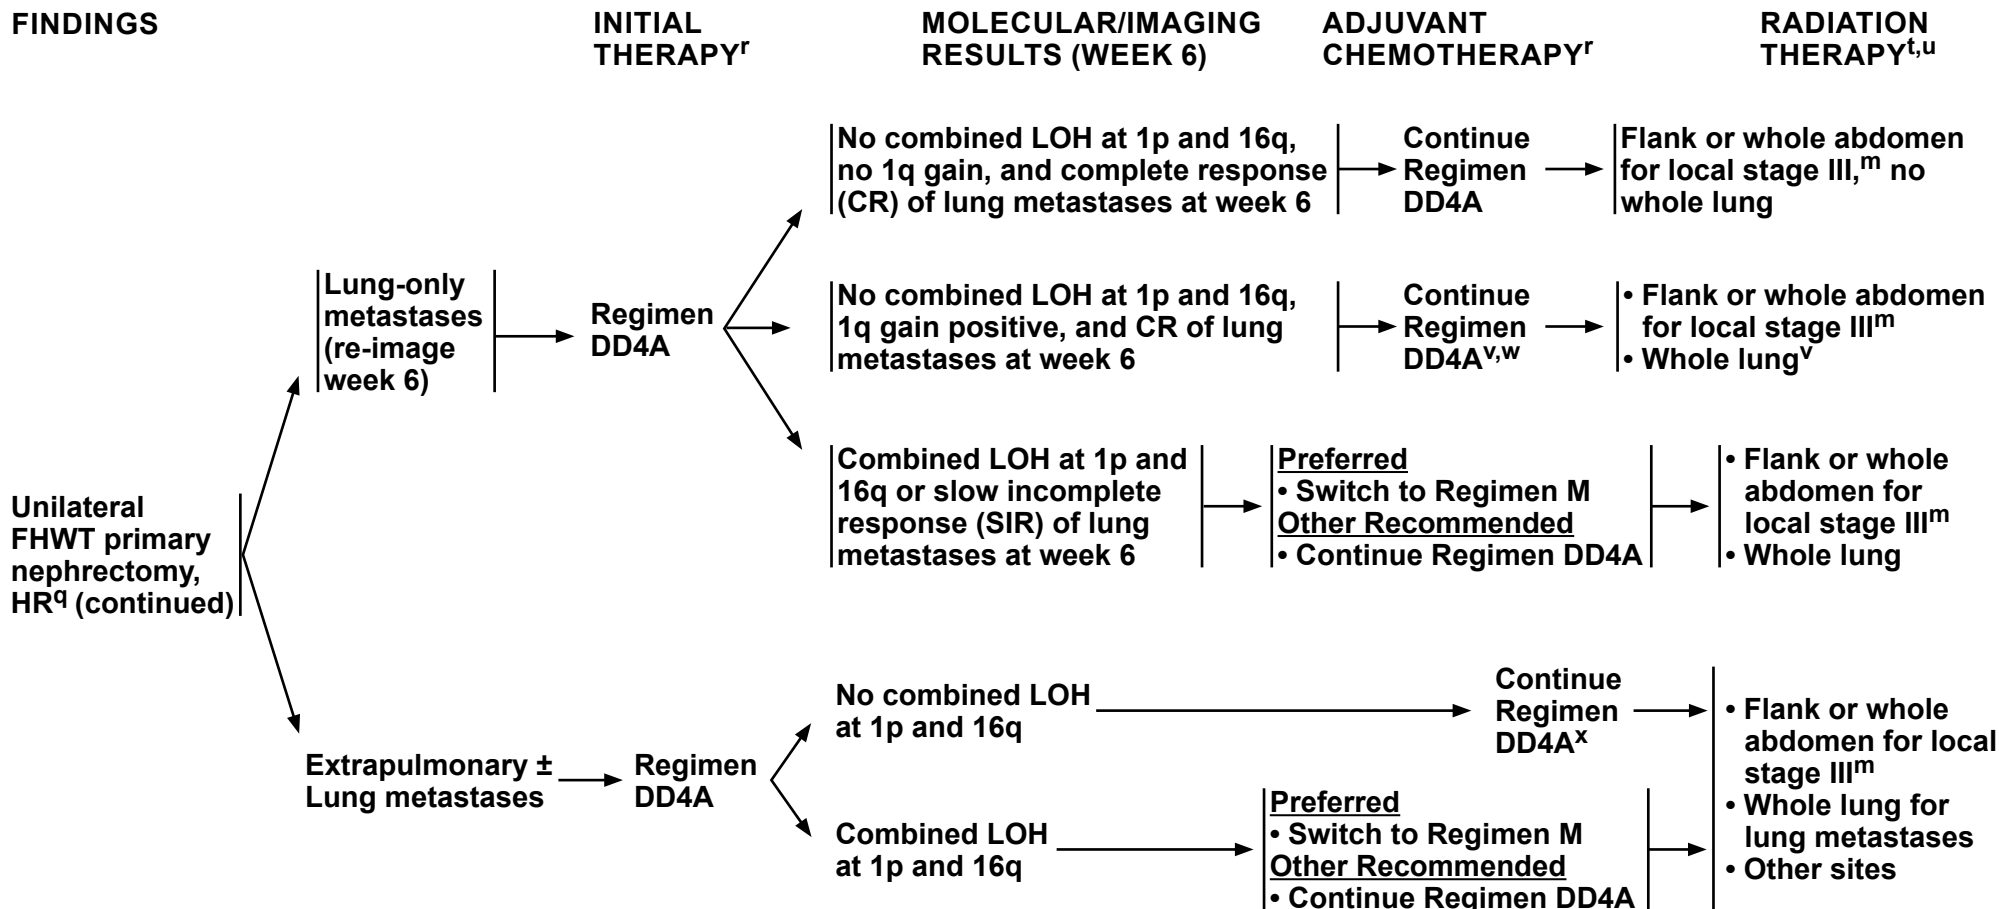 FINDINGS
INITIAL
THERAPYʳ
MOLECULAR/IMAGING
RESULTS (WEEK 6)
ADJUVANT
CHEMOTHERAPYʳ
RADIATION
THERAPYᵗ,ᵘ
No combined LOH at 1p and 16q,
no 1q gain, and complete response
(CR) of lung metastases at week 6
Continue
Regimen
DD4A
Flank or whole abdomen
for local stage III,ᵐ no
whole lung
Lung-only
metastases
(re-image
week 6)
Regimen
DD4A
No combined LOH at 1p and 16q,
1q gain positive, and CR of lung
metastases at week 6
Continue
Regimen
DD4Aᵛ,ʷ
• Flank or whole abdomen
for local stage IIIᵐ
• Whole lungᵛ
Combined LOH at 1p and
16q or slow incomplete
response (SIR) of lung
metastases at week 6
Preferred
• Switch to Regimen M
Other Recommended
• Continue Regimen DD4A
• Flank or whole
abdomen for
local stage IIIᵐ
• Whole lung
Unilateral
FHWT primary
nephrectomy,
HR^q (continued)
Extrapulmonary ±
Lung metastases
Regimen
DD4A
No combined LOH
at 1p and 16q
Continue
Regimen
DD4Aˣ
Combined LOH
at 1p and 16q
Preferred
• Switch to Regimen M
Other Recommended
• Continue Regimen DD4A
• Flank or whole
abdomen for local
stage IIIᵐ
• Whole lung for
lung metastases
• Other sites